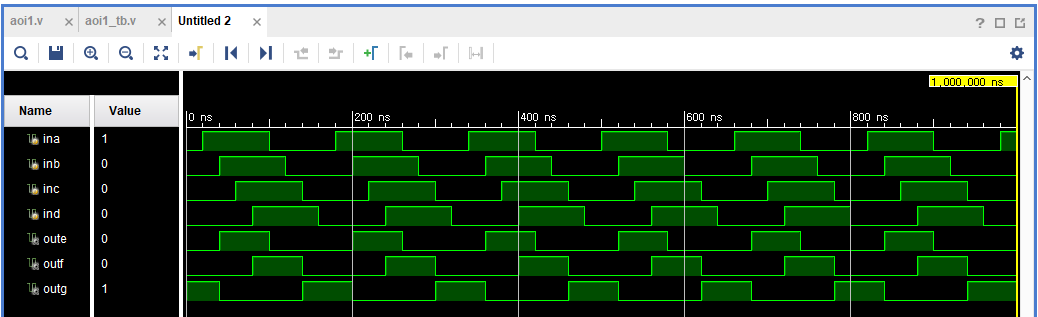 aoi1.v × aoi1_tb.v × Untitled 2 ×
?
1,000,000 ns
Name Value
0 ns 200 ns 400 ns 600 ns 800 ns
ina 1
inb 0
inc 0
ind 0
oute 0
outf 0
outg 1